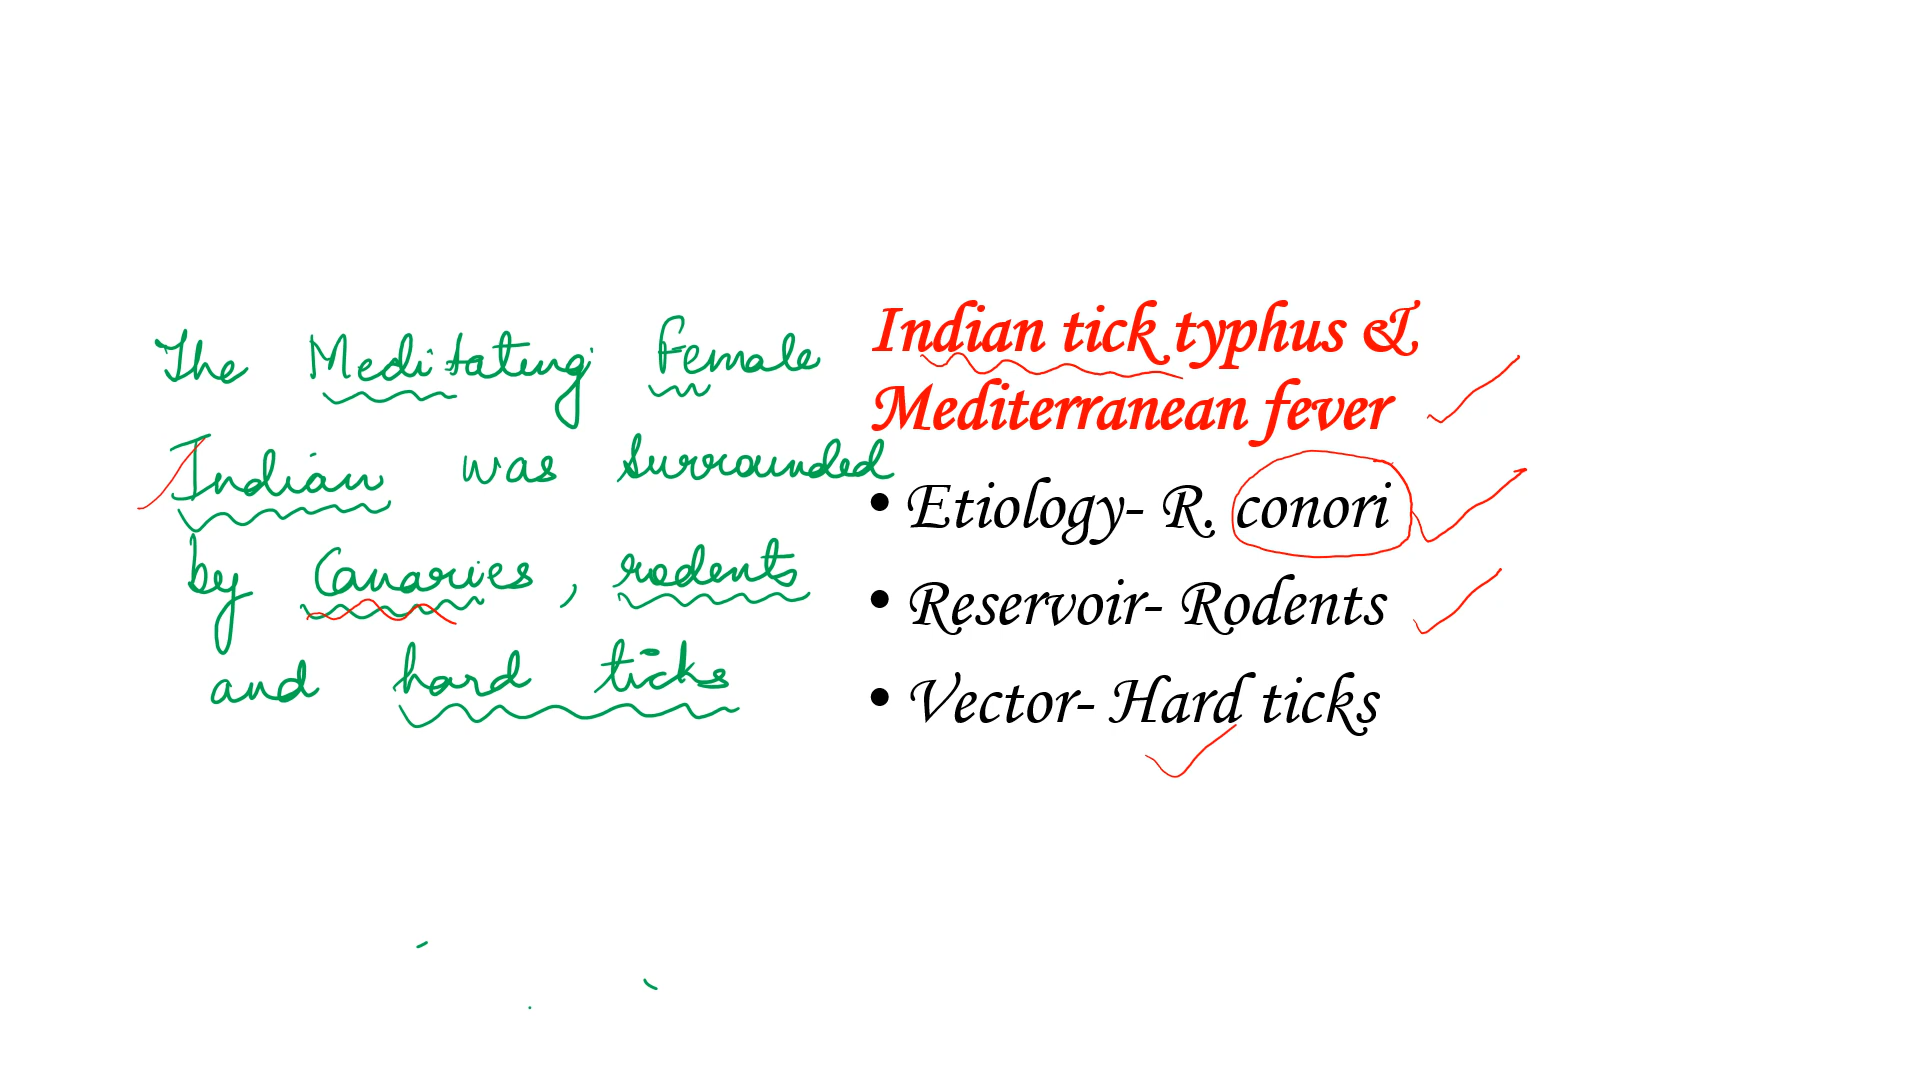 The Meditating Female
Indian was surrounded
by Canaries, rodents
and hard ticks
Indian tick typhus &
Mediterranean fever
• Etiology- R. conori
• Reservoir- Rodents
• Vector- Hard ticks